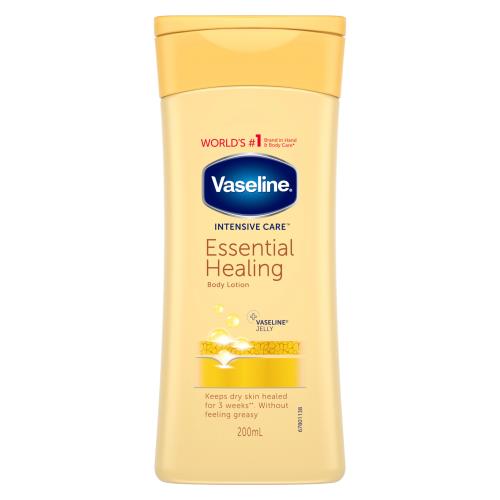 WORLD'S #1 Brand in Hand
& Body Care*
Vaseline.
INTENSIVE CARE™
Essential
Healing
Body Lotion
VASELINE®
JELLY
Keeps dry skin healed
for 3 weeks**. Without
feeling greasy
200mL
67801138